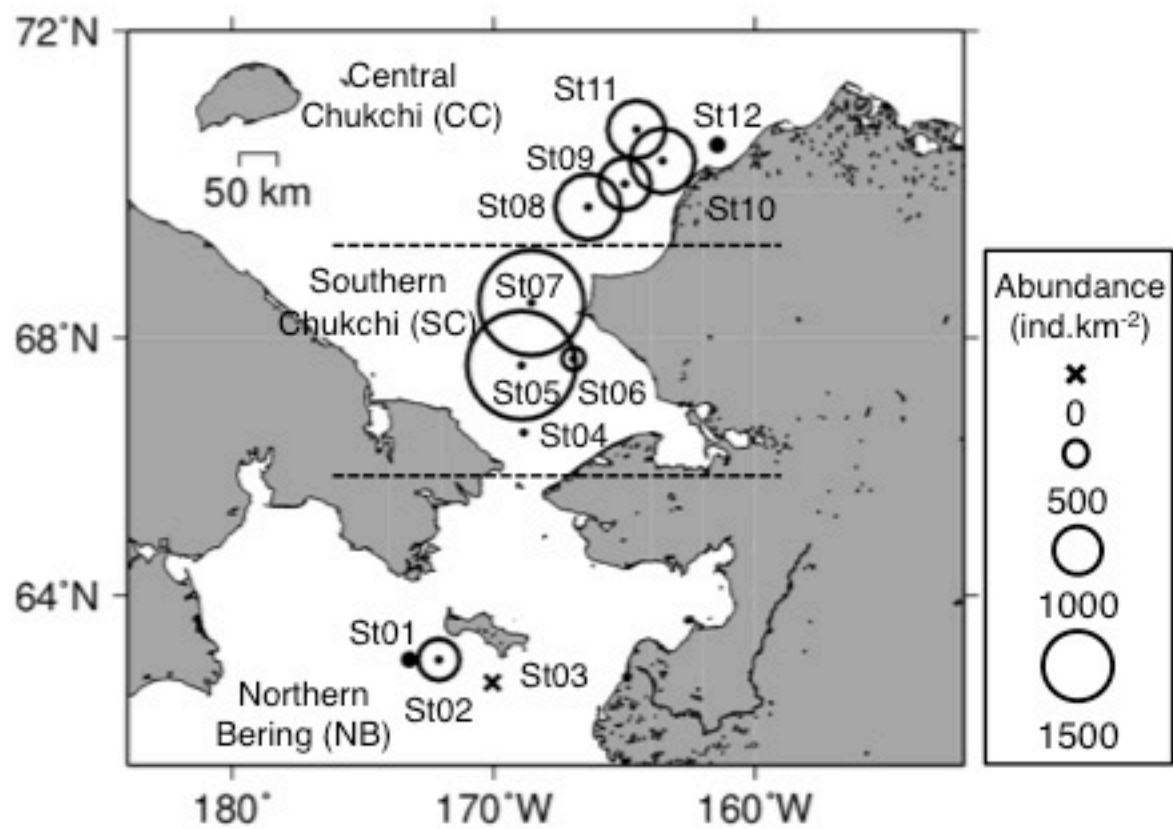 72˚N
Central
Chukchi (CC)
St11
St12
St09
50 km
St08
St10
Southern
Chukchi (SC)
St07
68˚N
St05
St06
St04
64˚N
St01
St03
St02
Northern
Bering (NB)
180˚
170˚W
160˚W
Abundance
(ind.km⁻²)
0
500
1000
1500